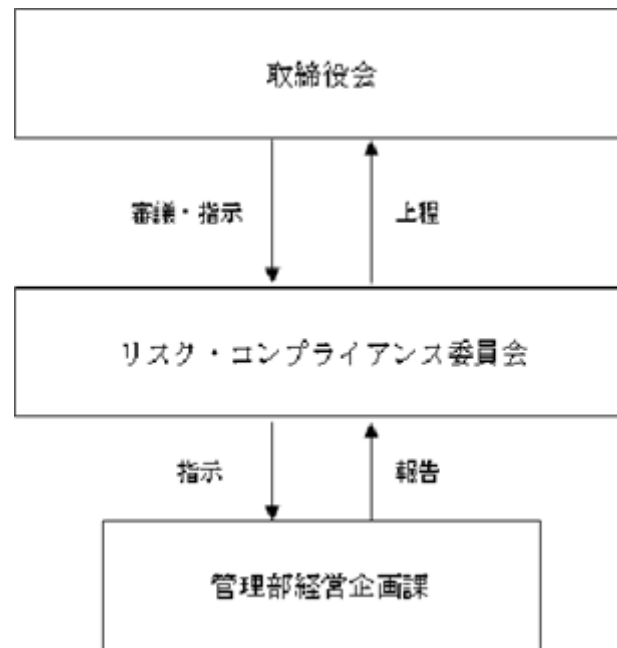 取締役会
審議・指示
上程
リスク・コンプライアンス委員会
指示
報告
管理部経営企画課